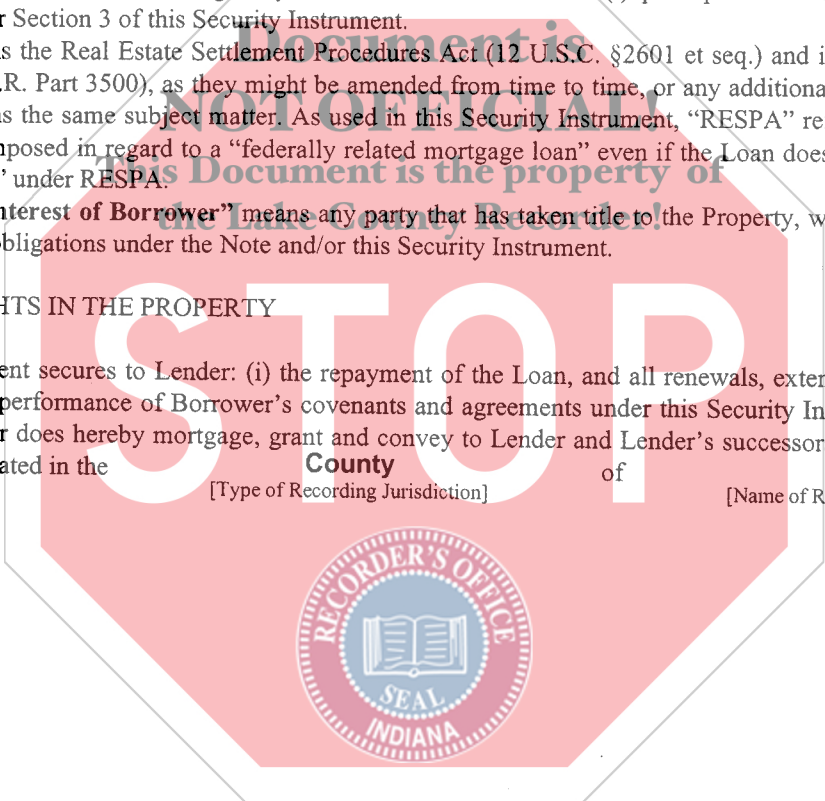 r Section 3 of this Security Instrument.
Document is
s the Real Estate Settlement Procedures Act (12 U.S.C. §2601 et seq.) and i
.R. Part 3500), as they might be amended from time to time, or any additiona
NOT OFFICIAL!
s the same subject matter. As used in this Security Instrument, “RESPA” re
nposed in regard to a “federally related mortgage loan” even if the Loan does
This Document is the property of
” under RESPA.
nterest of Borrower” means any party that has taken title to the Property, w
the Lake County Recorder!
bligations under the Note and/or this Security Instrument.
HTS IN THE PROPERTY
STOP
ent secures to Lender: (i) the repayment of the Loan, and all renewals, exten
performance of Borrower’s covenants and agreements under this Security In
r does hereby mortgage, grant and convey to Lender and Lender’s successor
ated in the County of
[Type of Recording Jurisdiction] [Name of R
RECORDER’S OFFICE
SEAL
INDIANA